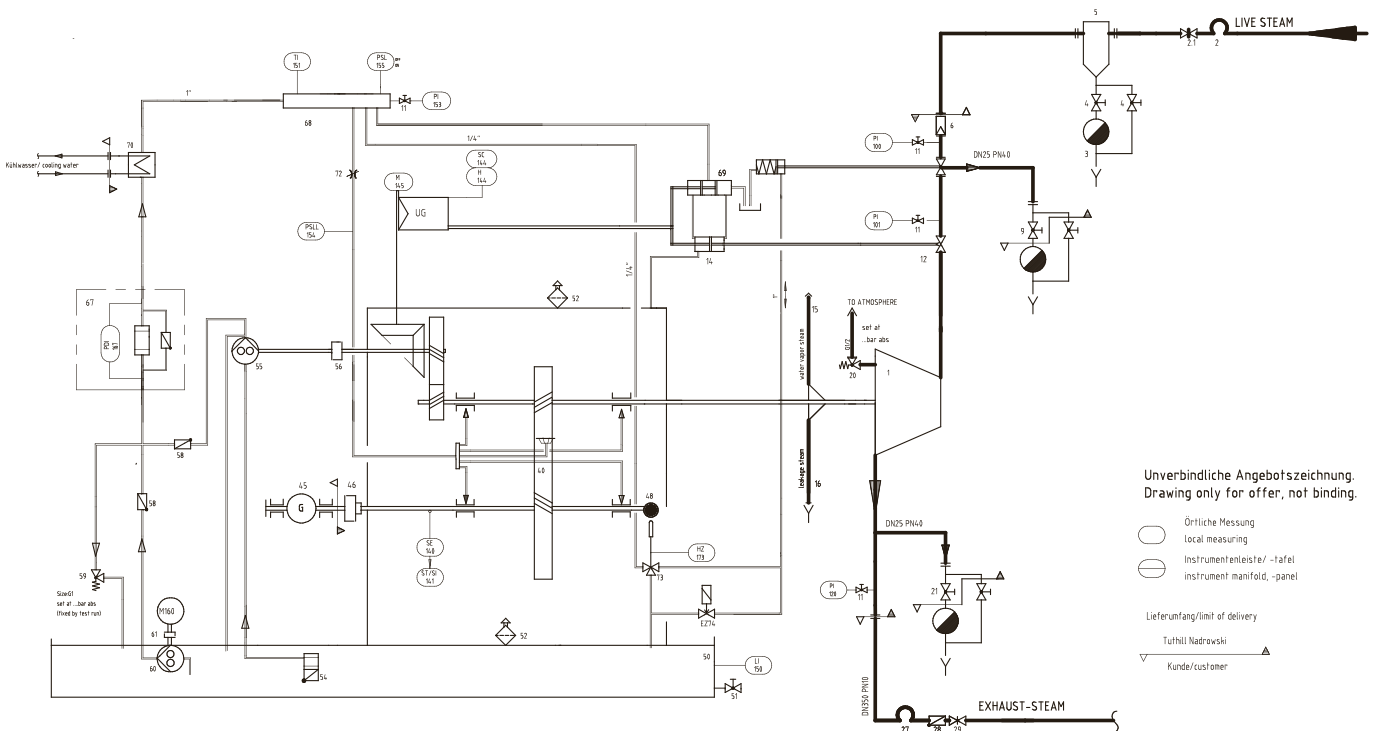 5
LIVE STEAM
2.1
2
TI
151
PSL
155
PI
153
11
1"
68
4
4
3
6
1/4"
PI
100
11
DN25 PN40
70
Kühlwasser/ cooling water
SC
144
H
144
72
M
145
69
UG
PSLL
154
PI
101
11
9
12
14
1/4"
67
52
1"
15
TO ATMOSPHERE
set at
...bar abs
water vapor steam
20
1
PDI
55
56
58
40
leakage steam
16
45
46
G
48
58
Unverbindliche Angebotszeichnung.
Drawing only for offer, not binding.
Örtliche Messung
local measuring
Instrumentenleiste/ -tafel
instrument manifold, -panel
DN25 PN40
SE
140
ST/SI
141
HZ
173
73
59
Size:G1
set at ...bar abs
(fixed by test run)
M160
61
60
EZ74
PI
120
11
21
Lieferumfang/limit of delivery
Tuthill Nadrowski
Kunde/customer
52
50
LI
150
54
51
DN350 PN10
EXHAUST-STEAM
27
28
29